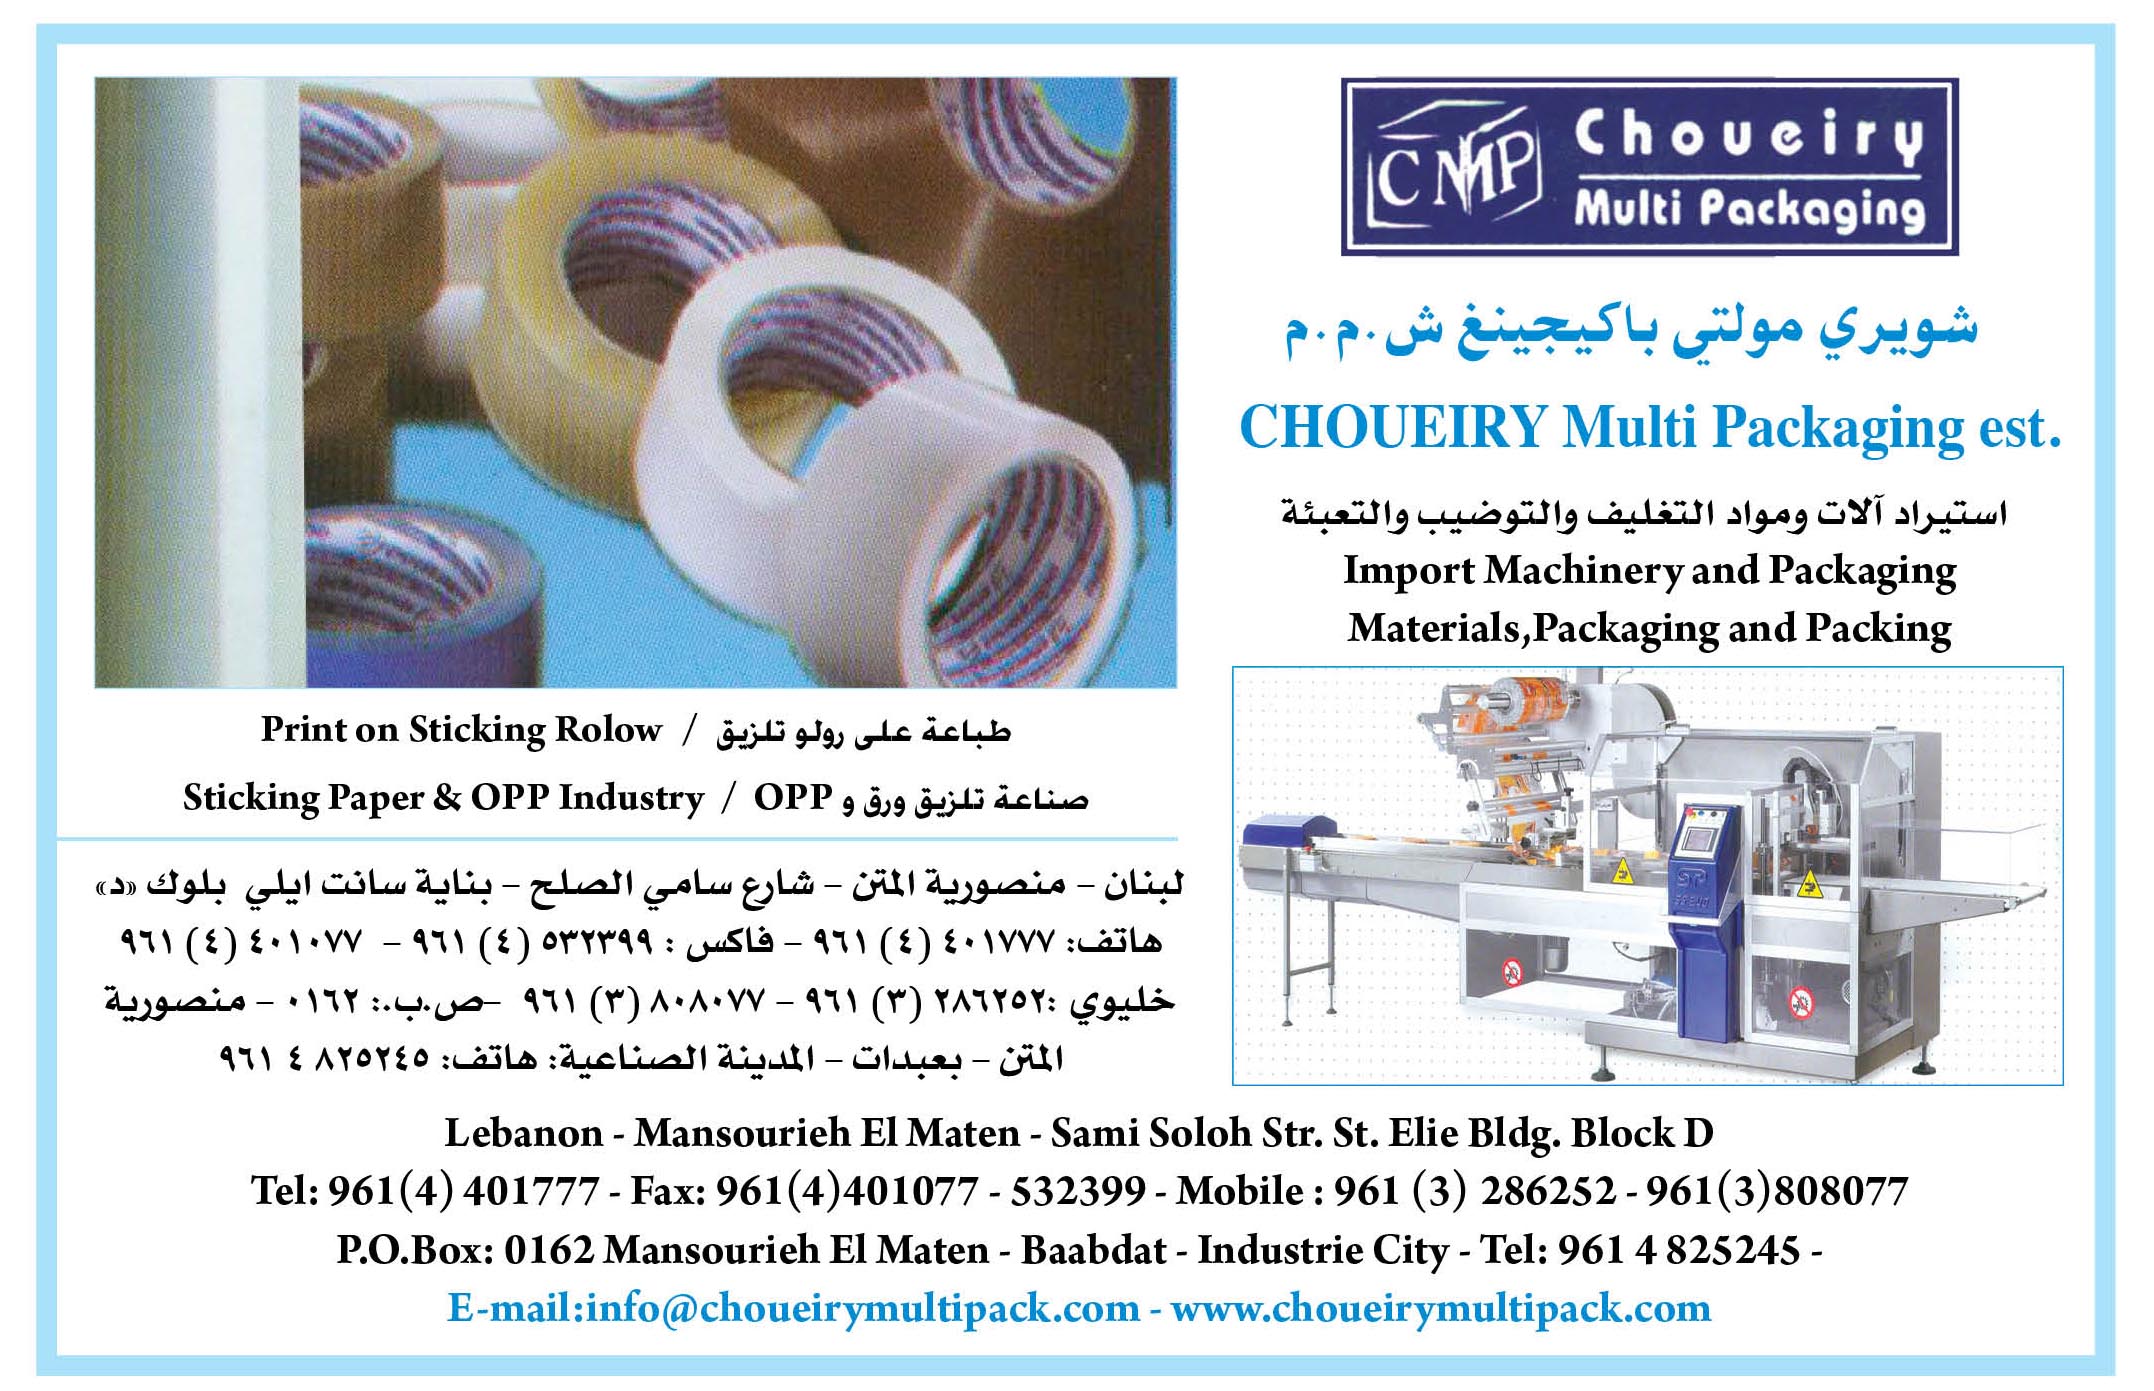 CMP
Choueiry
Multi Packaging
شويري مولتي باكيجينغ ش.م.م
CHOUEIRY Multi Packaging est.
استيراد آلات ومواد التغليف والتوضيب والتعبئة
Import Machinery and Packaging
Materials,Packaging and Packing
Print on Sticking Rolow / طباعة على رولو تلزيق
Sticking Paper & OPP Industry / OPP صناعة تلزيق ورق و
لبنان - منصورية المتن - شارع سامي الصلح - بناية سانت ايلي بلوك «د»
هاتف: ٤٠١٧٧٧ (٤) ٩٦١ - فاكس : ٥٣٢٣٩٩ (٤) ٩٦١ - ٤٠١٠٧٧ (٤) ٩٦١
خليوي :٢٨٦٢٥٢ (٣) ٩٦١ - ٨٠٨٠٧٧ (٣) ٩٦١ -ص.ب.: ٠١٦٢ - منصورية
المتن - بعبدات - المدينة الصناعية: هاتف: ٨٢٥٢٤٥ ٤ ٩٦١
Lebanon - Mansourieh El Maten - Sami Soloh Str. St. Elie Bldg. Block D
Tel: 961(4) 401777 - Fax: 961(4)401077 - 532399 - Mobile : 961 (3) 286252 - 961(3)808077
P.O.Box: 0162 Mansourieh El Maten - Baabdat - Industrie City - Tel: 961 4 825245 -
E-mail:info@choueirymultipack.com - www.choueirymultipack.com